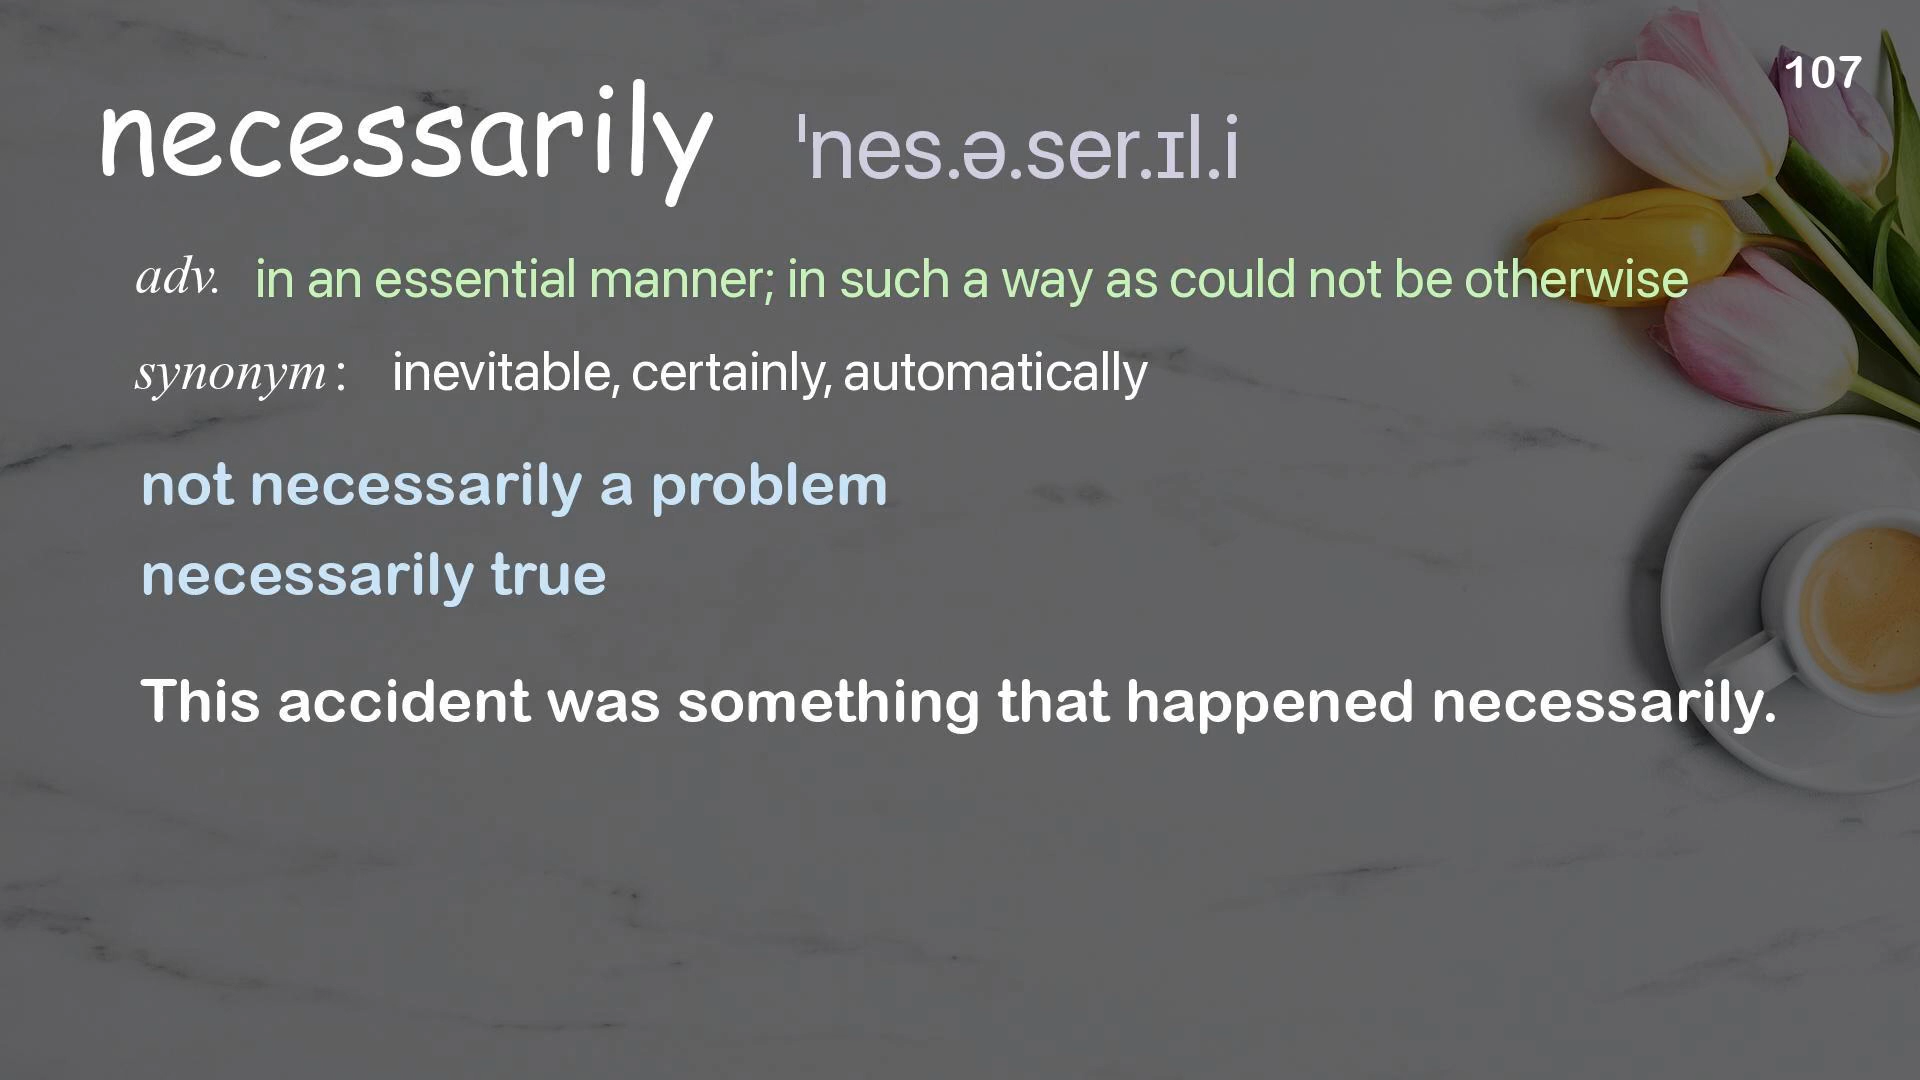 107
necessarily ˈnes.ə.ser.ɪl.i
adv. in an essential manner; in such a way as could not be otherwise
synonym : inevitable, certainly, automatically
not necessarily a problem
necessarily true
This accident was something that happened necessarily.